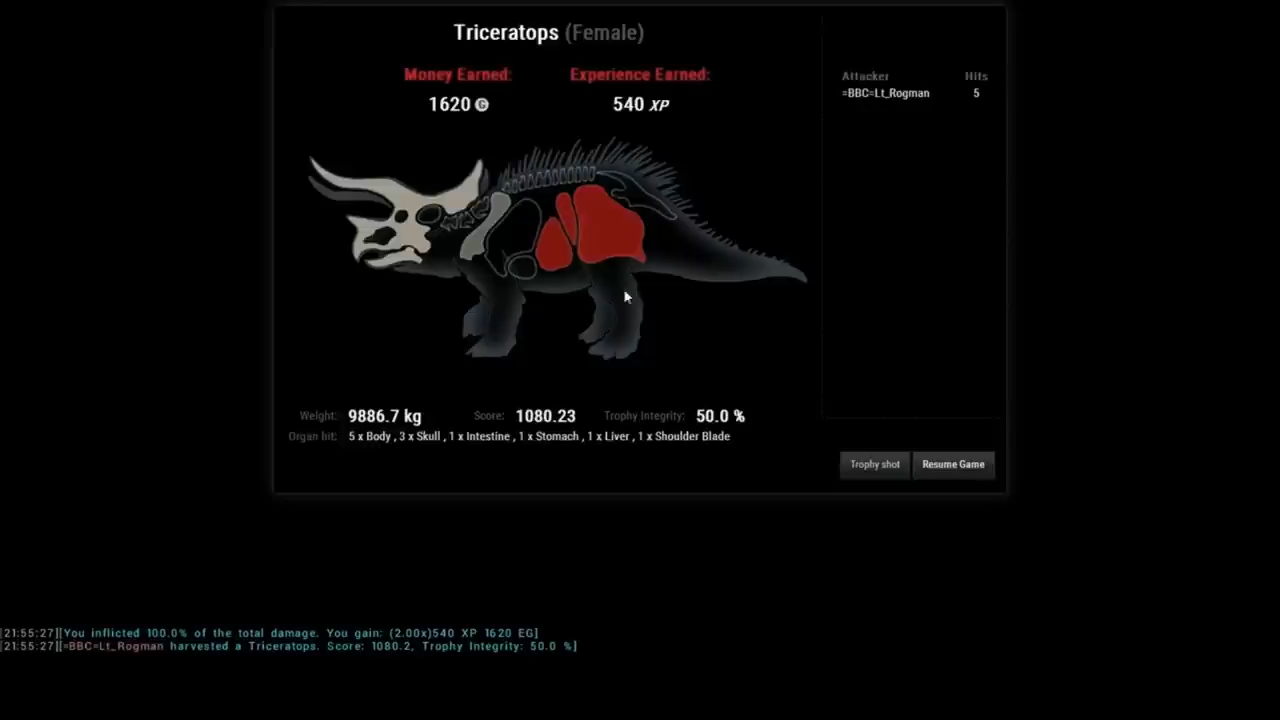 Triceratops (Female)
Money Earned: Experience Earned:
1620 G 540 XP
Attacker Hits
=BBC=Lt_Rogman 5
Weight: 9886.7 kg Score: 1080.23 Trophy Integrity: 50.0 %
Organ hit: 5 x Body , 3 x Skull , 1 x Intestine , 1 x Stomach , 1 x Liver , 1 x Shoulder Blade
Trophy shot Resume Game
[21:55:27][You inflicted 100.0% of the total damage. You gain: (2.00x)540 XP 1620 EG]
[21:55:27][=BBC=Lt_Rogman harvested a Triceratops. Score: 1080.2, Trophy Integrity: 50.0 %]